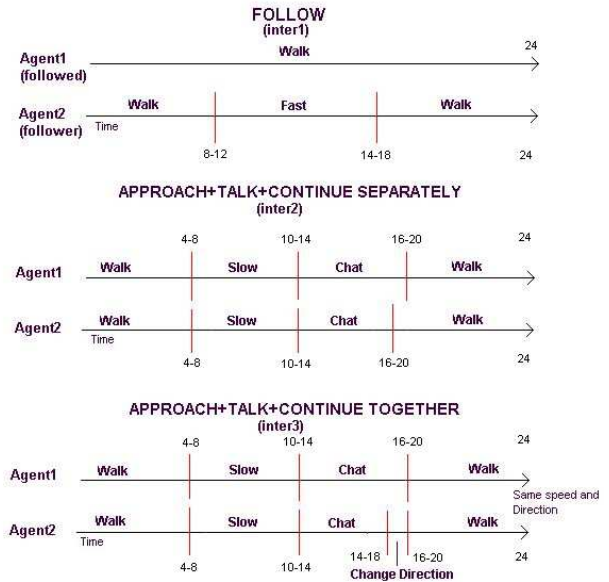 FOLLOW
(inter1)
Walk
24
Agent1
(followed)
Walk Fast Walk
Agent2
(follower)
Time
8-12 14-18 24
APPROACH+TALK+CONTINUE SEPARATELY
(inter2)
4-8 10-14 16-20 24
Walk Slow Chat Walk
Agent1
Walk Slow Chat Walk
Agent2
Time
4-8 10-14 16-20 24
APPROACH+TALK+CONTINUE TOGETHER
(inter3)
4-8 10-14 16-20 24
Agent1 Walk Slow Chat Walk
Same speed and
Direction
Agent2 Walk Slow Chat Walk
Time
4-8 10-14 14-18 16-20 24
Change Direction